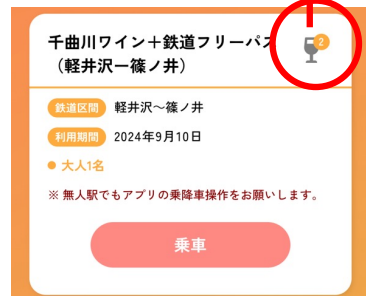 千曲川ワイン＋鉄道フリーパス
2
（軽井沢ー篠ノ井）
鉄道区間 軽井沢〜篠ノ井
利用期間 2024年9月10日
● 大人1名
※ 無人駅でもアプリの乗降車操作をお願いします。
乗車